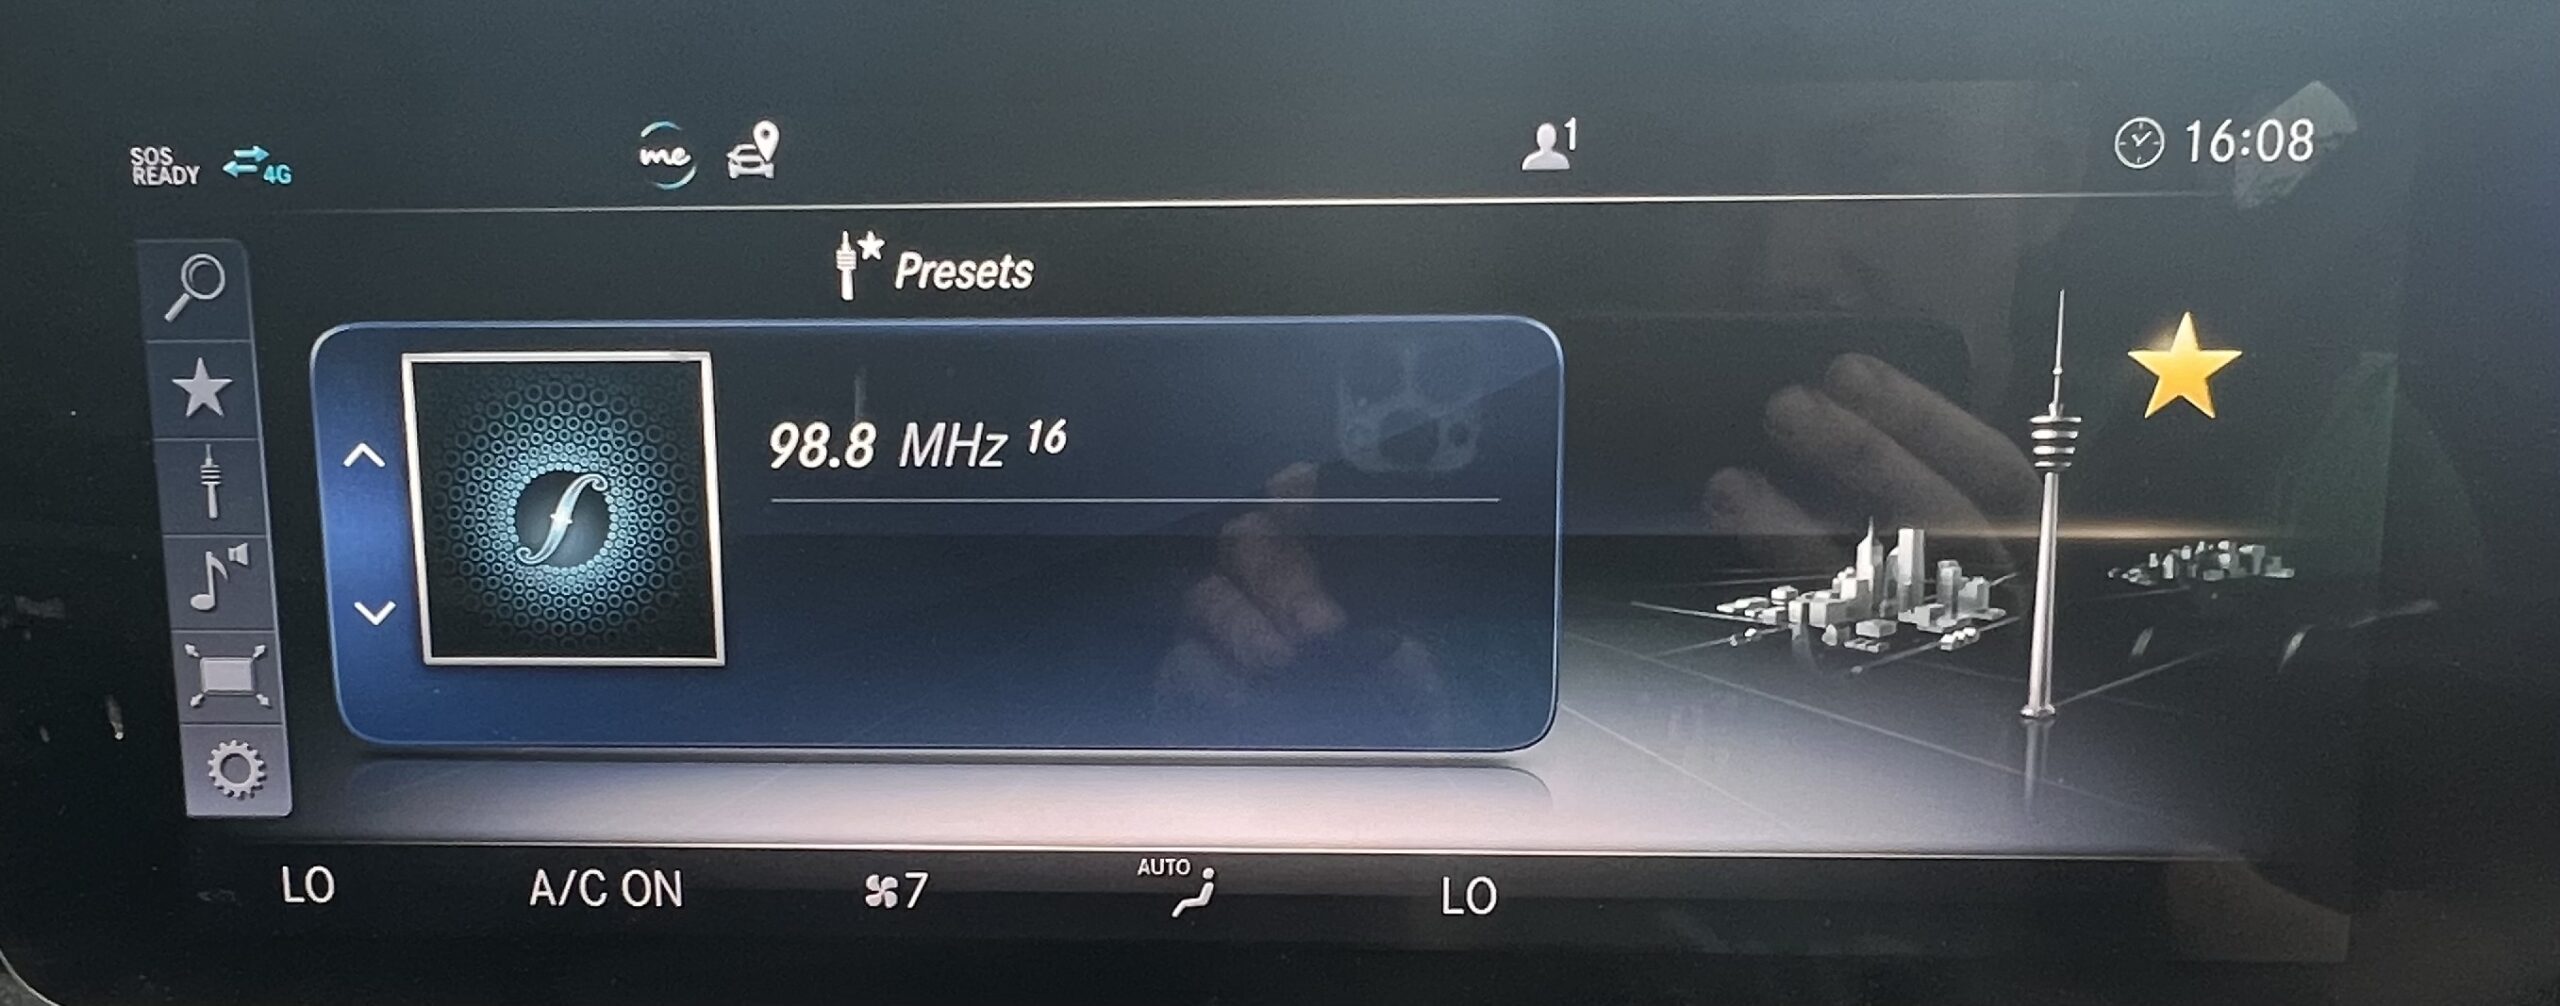 SOS
READY
4G
me
1
16:08
Presets
98.8 MHz 16
LO
A/C ON
7
AUTO
LO